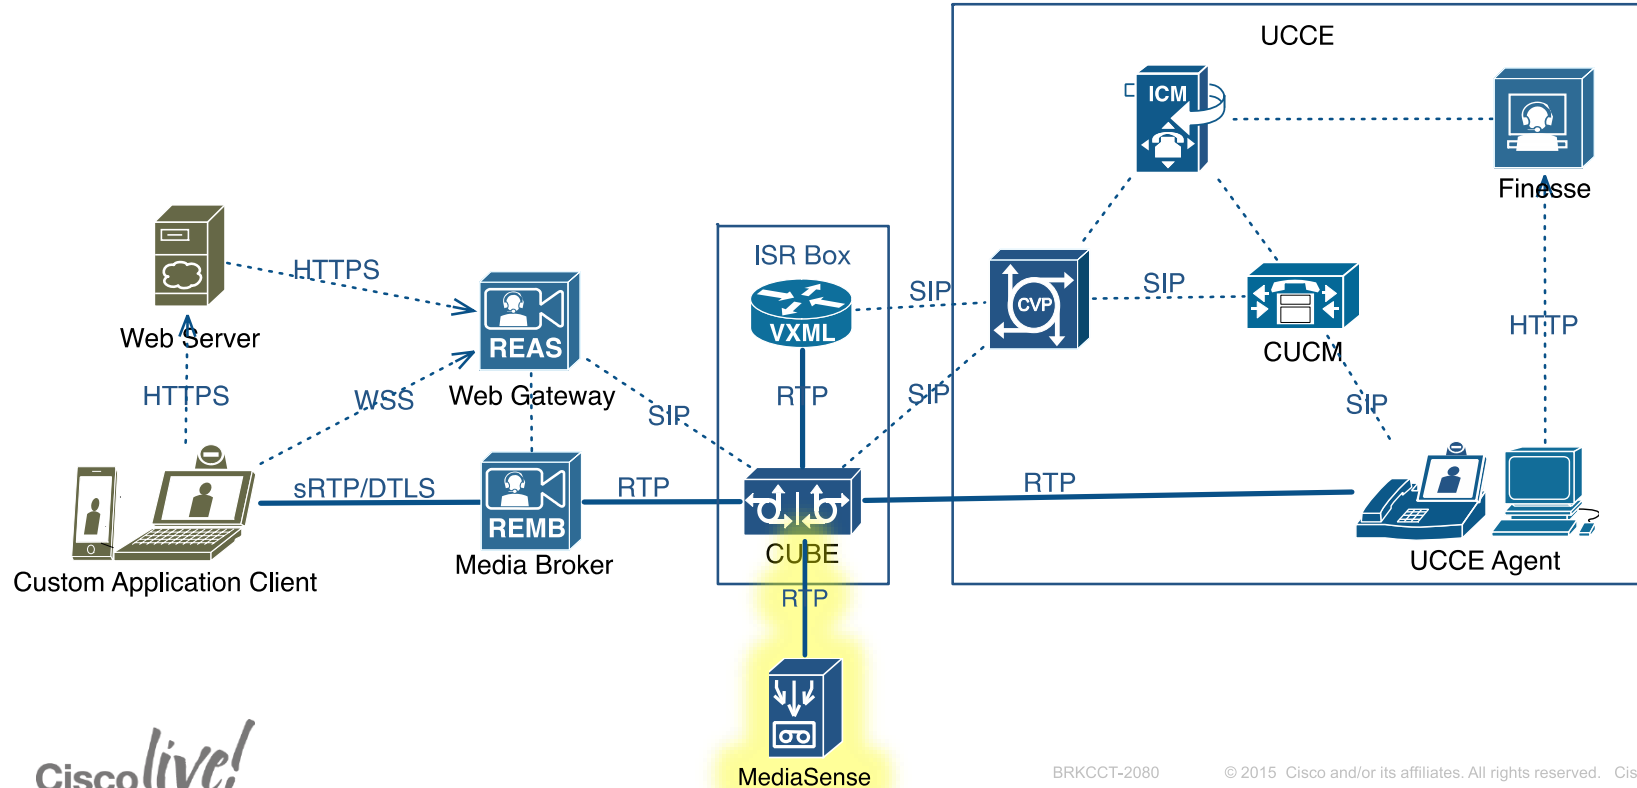 UCCE
ICM
Finesse
ISR Box
HTTPS
SIP
CVP
SIP
VXML
Web Server
REAS
CUCM
HTTP
HTTPS
WSS
Web Gateway
SIP
RTP
SIP
SIP
sRTP/DTLS
REMB
RTP
RTP
CUBE
Media Broker
UCCE Agent
Custom Application Client
RTP
MediaSense
Cisco live!
BRKCCT-2080
© 2015 Cisco and/or its affiliates. All rights reserved. Cis